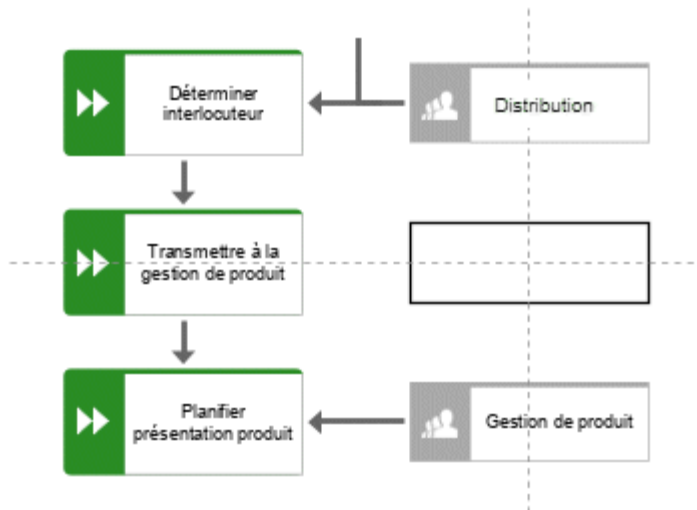 Déterminer
interlocuteur
Distribution
Transmettre à la
gestion de produit
Planifier
présentation produit
Gestion de produit